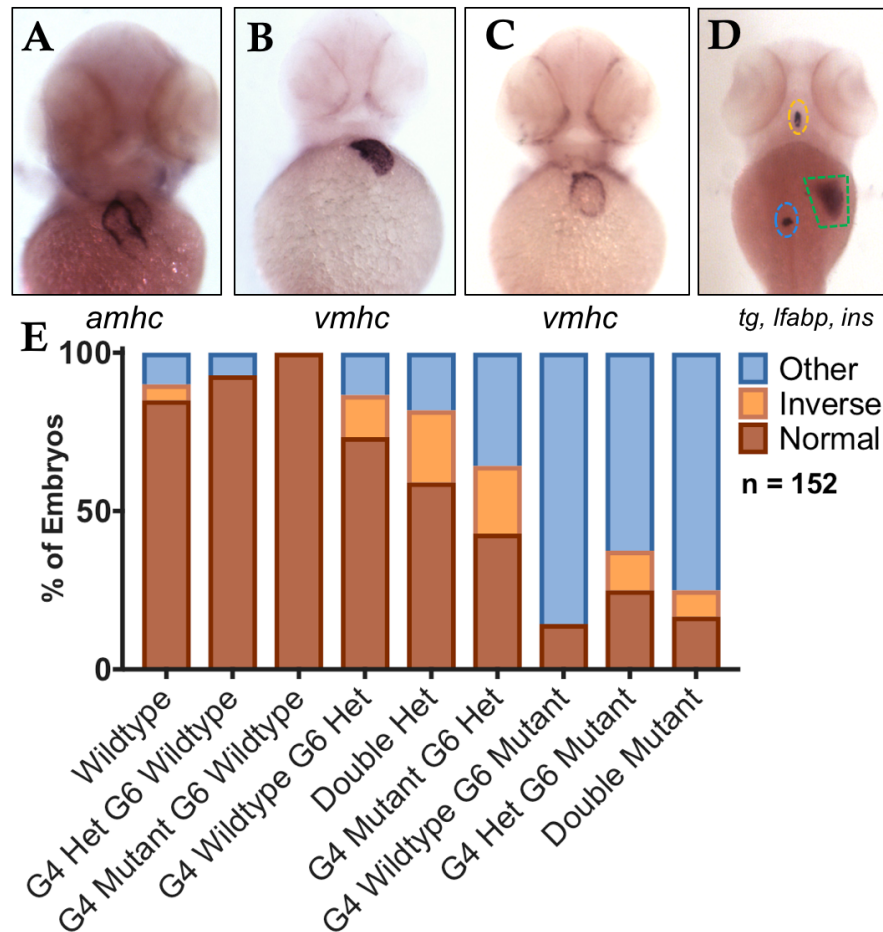 A
B
C
D
amhc
vmhc
vmhc
tg, lfabp, ins
E
100
50
0
% of Embryos
Other
Inverse
Normal
n = 152
Wildtype
G4 Het G6 Wildtype
G4 Mutant G6 Wildtype
G4 Wildtype G6 Het
Double Het
G4 Mutant G6 Het
G4 Wildtype G6 Mutant
G4 Het G6 Mutant
Double Mutant